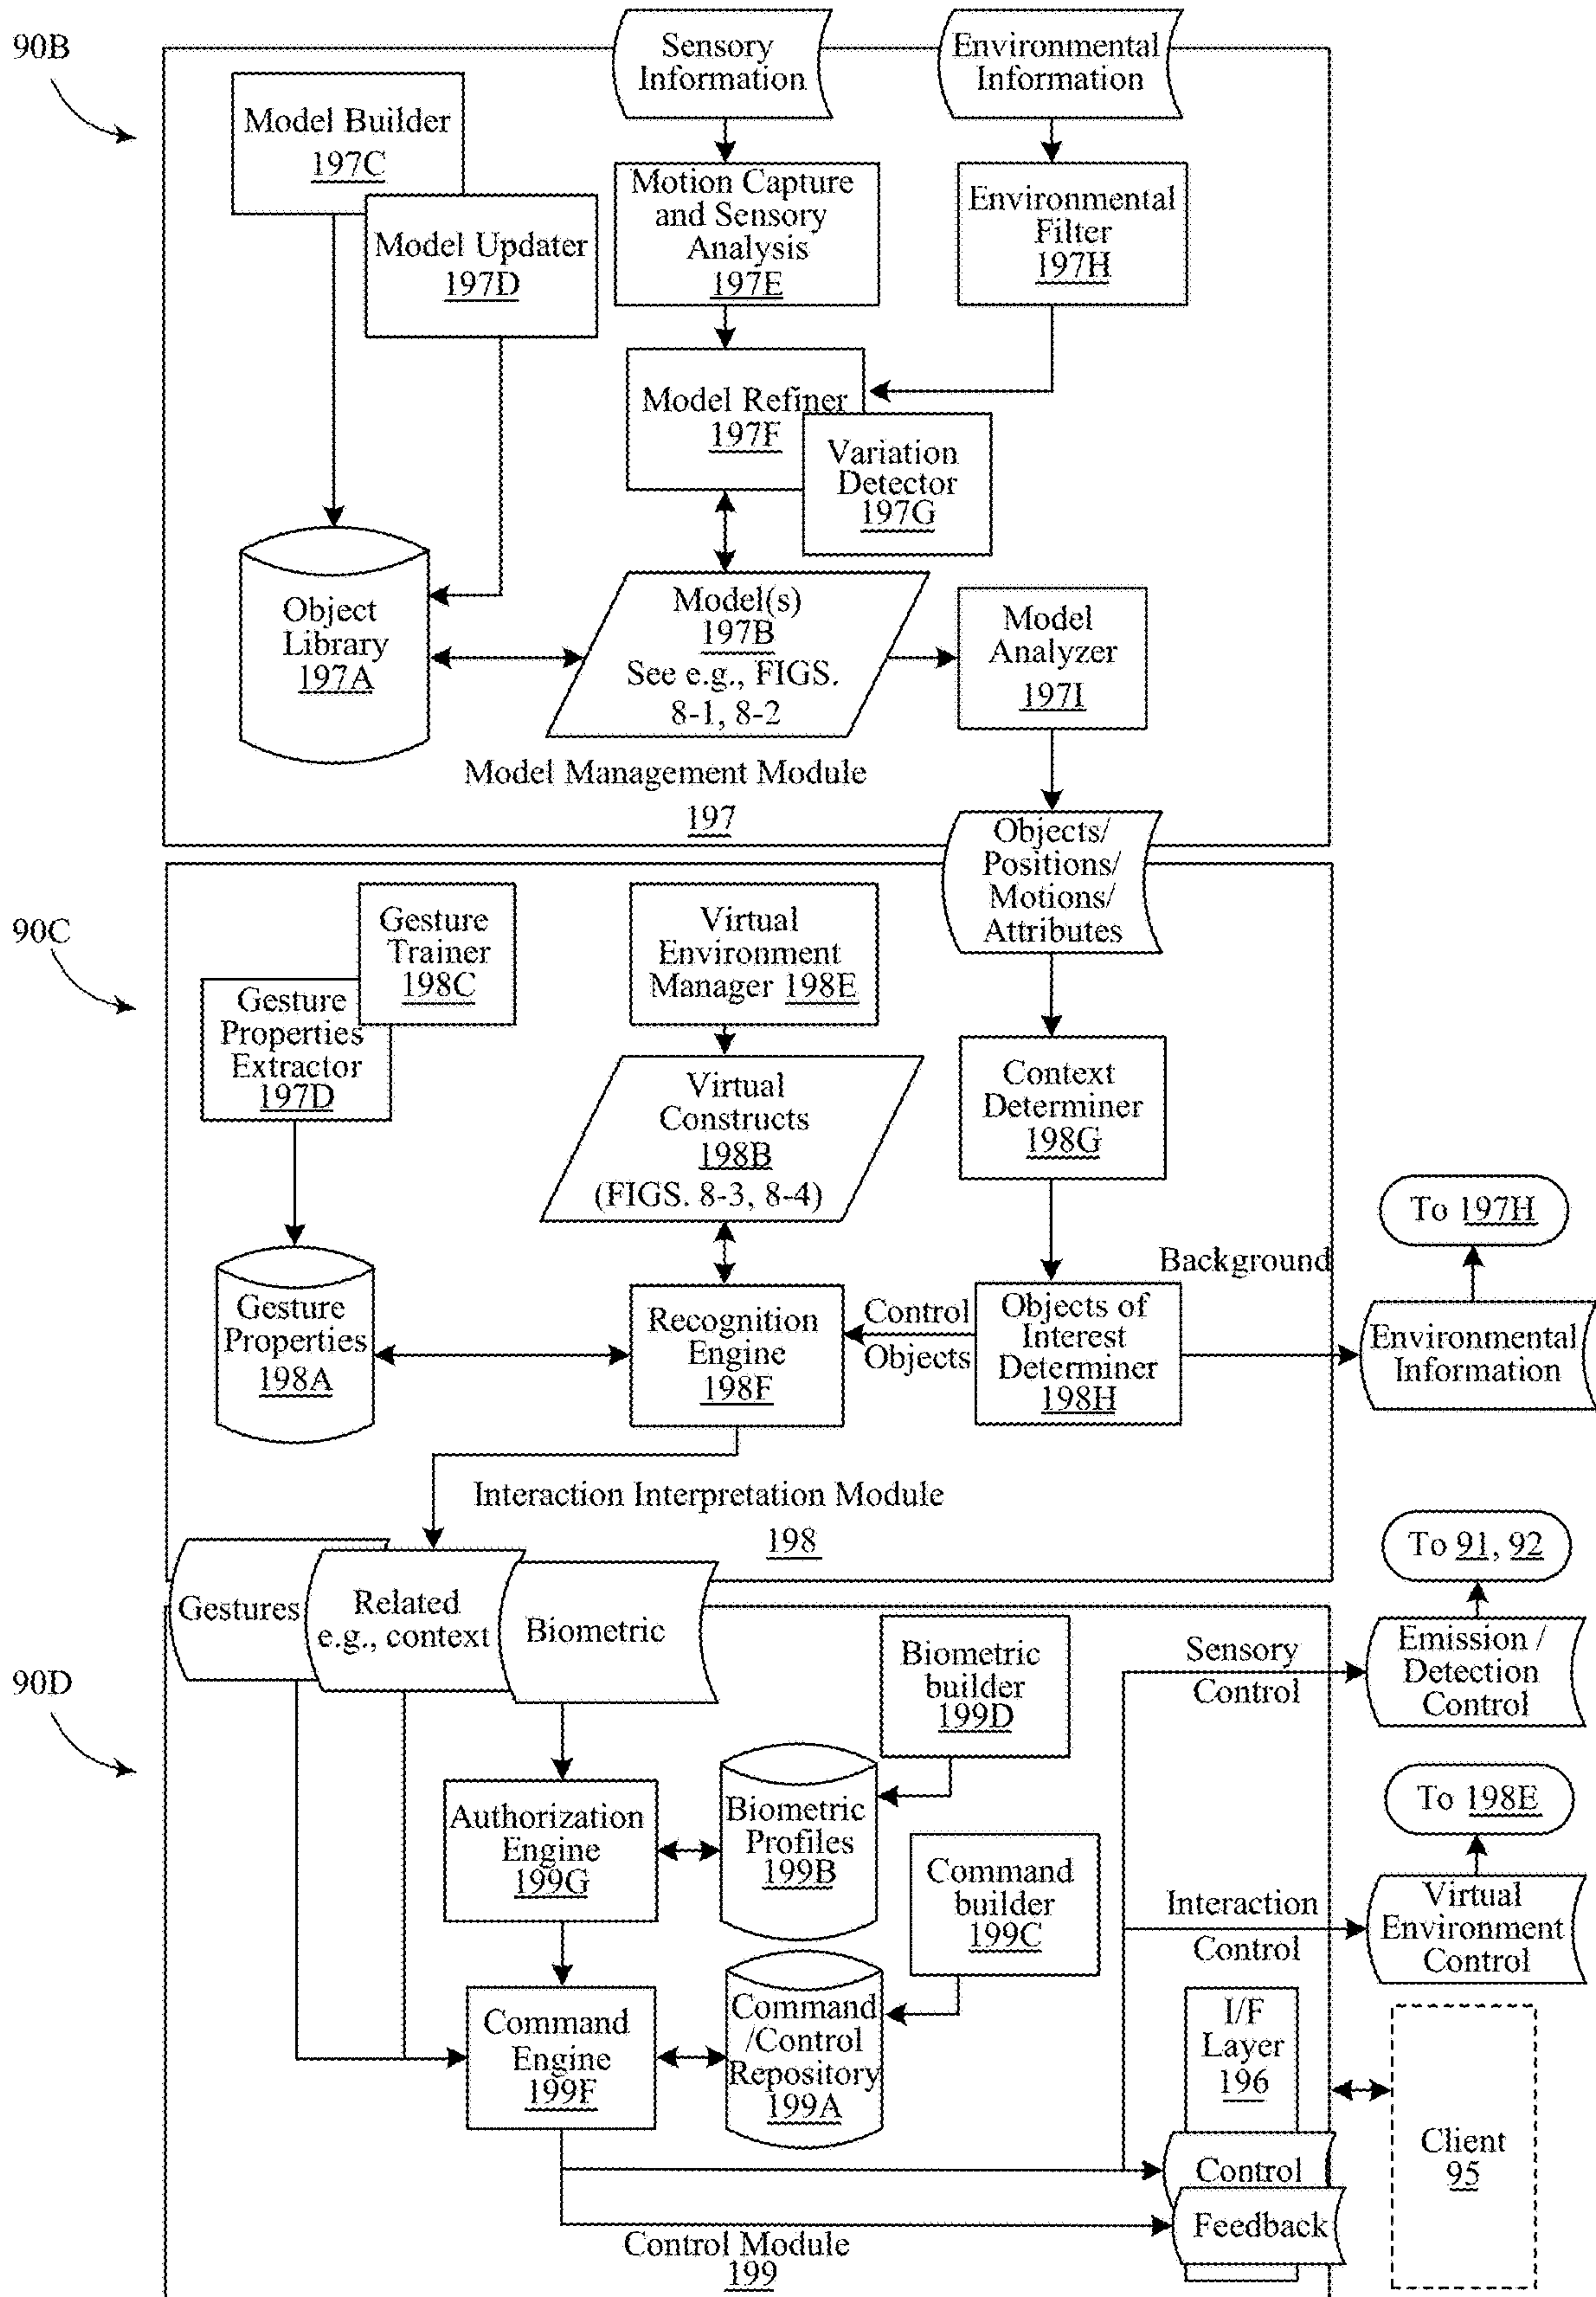 90B
Sensory
Information
Environmental
Information
Model Builder
197C
Model Updater
197D
Motion Capture
and Sensory
Analysis
197E
Environmental
Filter
197H
Model Refiner
197F
Variation
Detector
197G
Object
Library
197A
Model(s)
197B
See e.g., FIGS.
8-1, 8-2
Model
Analyzer
197I
Model Management Module
197
Objects/
Positions/
Motions/
Attributes
90C
Gesture
Trainer
198C
Gesture
Properties
Extractor
197D
Virtual
Environment
Manager 198E
Virtual
Constructs
198B
(FIGS. 8-3, 8-4)
Context
Determiner
198G
To 197H
Background
Gesture
Properties
198A
Recognition
Engine
198F
Control
Objects
Objects of
Interest
Determiner
198H
Environmental
Information
Interaction Interpretation Module
198
To 91, 92
Gestures
Related
e.g., context
Biometric
90D
Biometric
builder
199D
Sensory
Control
Emission /
Detection
Control
Authorization
Engine
199G
Biometric
Profiles
199B
To 198E
Command
builder
199C
Interaction
Control
Virtual
Environment
Control
Command
Engine
199F
Command
/Control
Repository
199A
I/F
Layer
196
Client
95
Control
Feedback
Control Module
199